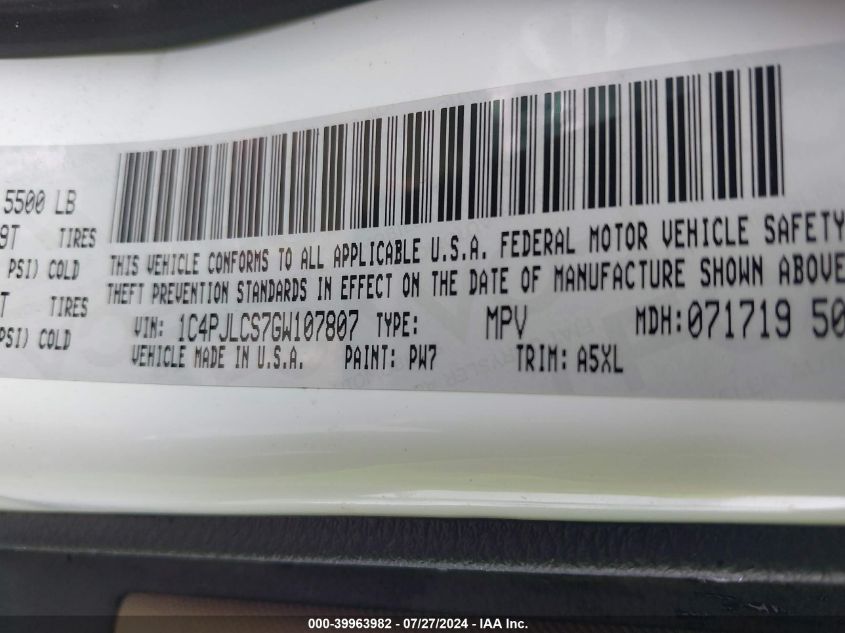 5500 LB
9T TIRES
PSI) COLD
T TIRES
PSI) COLD
THIS VEHICLE CONFORMS TO ALL APPLICABLE U.S.A. FEDERAL MOTOR VEHICLE SAFETY
THEFT PREVENTION STANDARDS IN EFFECT ON THE DATE OF MANUFACTURE SHOWN ABOVE
VIN: 1C4PJLCS7GW107807 TYPE: MPV MDH:071719 50
VEHICLE MADE IN U.S.A. PAINT: PW7 TRIM: A5XL
000-39963982 - 07/27/2024 - IAA Inc.